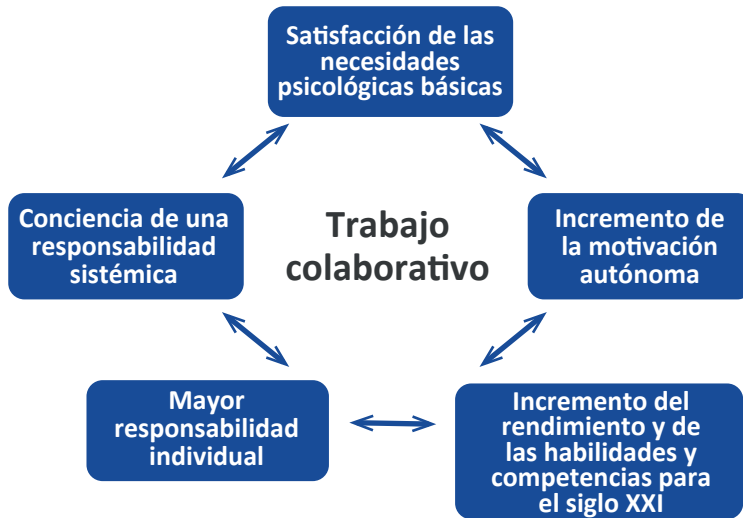 Satisfacción de las
necesidades
psicológicas básicas
Conciencia de una
responsabilidad
sistémica
Trabajo
colaborativo
Incremento de
la motivación
autónoma
Mayor
responsabilidad
individual
Incremento del
rendimiento y de
las habilidades y
competencias para
el siglo XXI